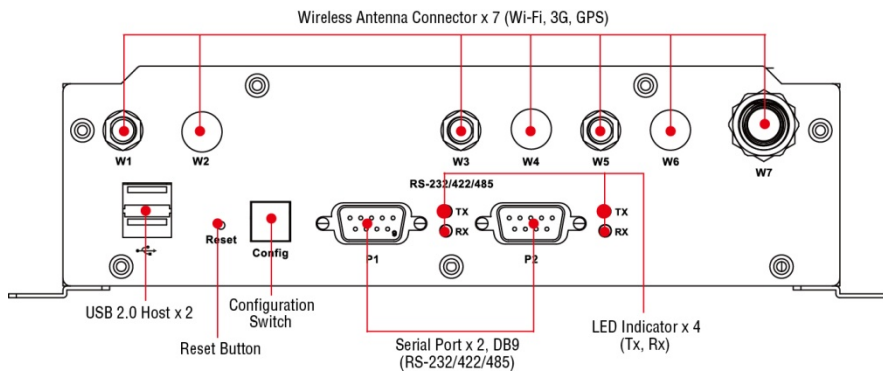 Wireless Antenna Connector x 7 (Wi-Fi, 3G, GPS)
W1
W2
W3
W4
W5
W6
W7
RS-232/422/485
TX
RX
TX
RX
Reset
Config
P1
P2
USB 2.0 Host x 2
Reset Button
Configuration
Switch
Serial Port x 2, DB9
(RS-232/422/485)
LED Indicator x 4
(Tx, Rx)